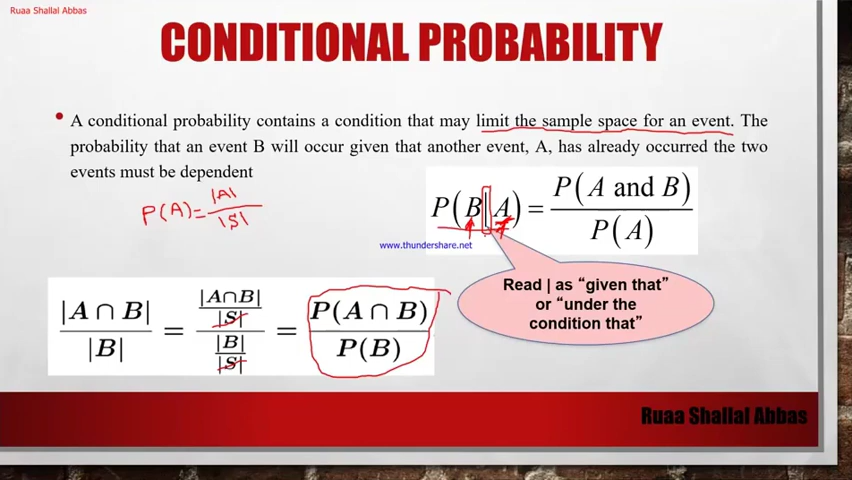 Ruaa Shallal Abbas
CONDITIONAL PROBABILITY
• A conditional probability contains a condition that may limit the sample space for an event. The
probability that an event B will occur given that another event, A, has already occurred the two
events must be dependent
P(A) = |A| / |S|
P(B|A) = P(A and B) / P(A)
www.thundershare.net
Read | as “given that”
or “under the
condition that”
|A ∩ B| / |B| = (|A∩B| / |S|) / (|B| / |S|) = P(A ∩ B) / P(B)
Ruaa Shallal Abbas